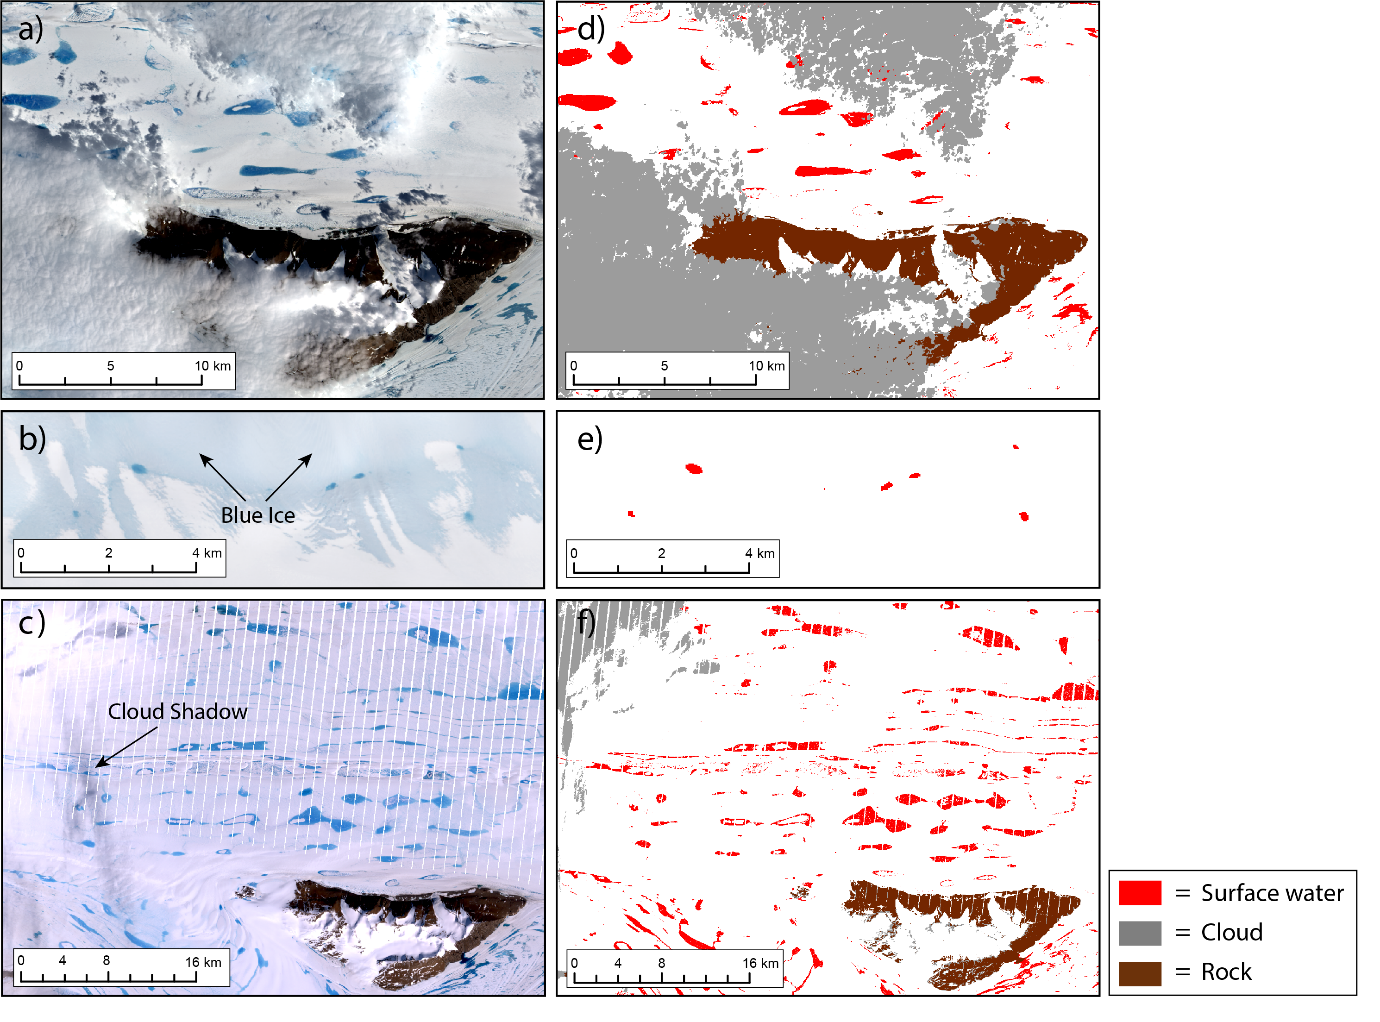 a)
0 5 10 km
d)
0 5 10 km
b)
Blue Ice
0 2 4 km
e)
0 2 4 km
c)
Cloud Shadow
0 4 8 16 km
f)
0 4 8 16 km
= Surface water
= Cloud
= Rock